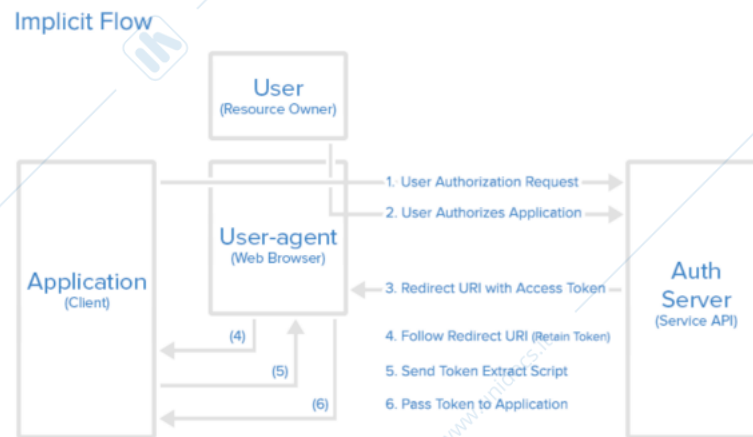 Implicit Flow
User
(Resource Owner)
1. User Authorization Request
2. User Authorizes Application
User-agent
(Web Browser)
Application
(Client)
Auth
Server
(Service API)
3. Redirect URI with Access Token
(4)
4. Follow Redirect URI (Retain Token)
(5)
5. Send Token Extract Script
(6)
6. Pass Token to Application